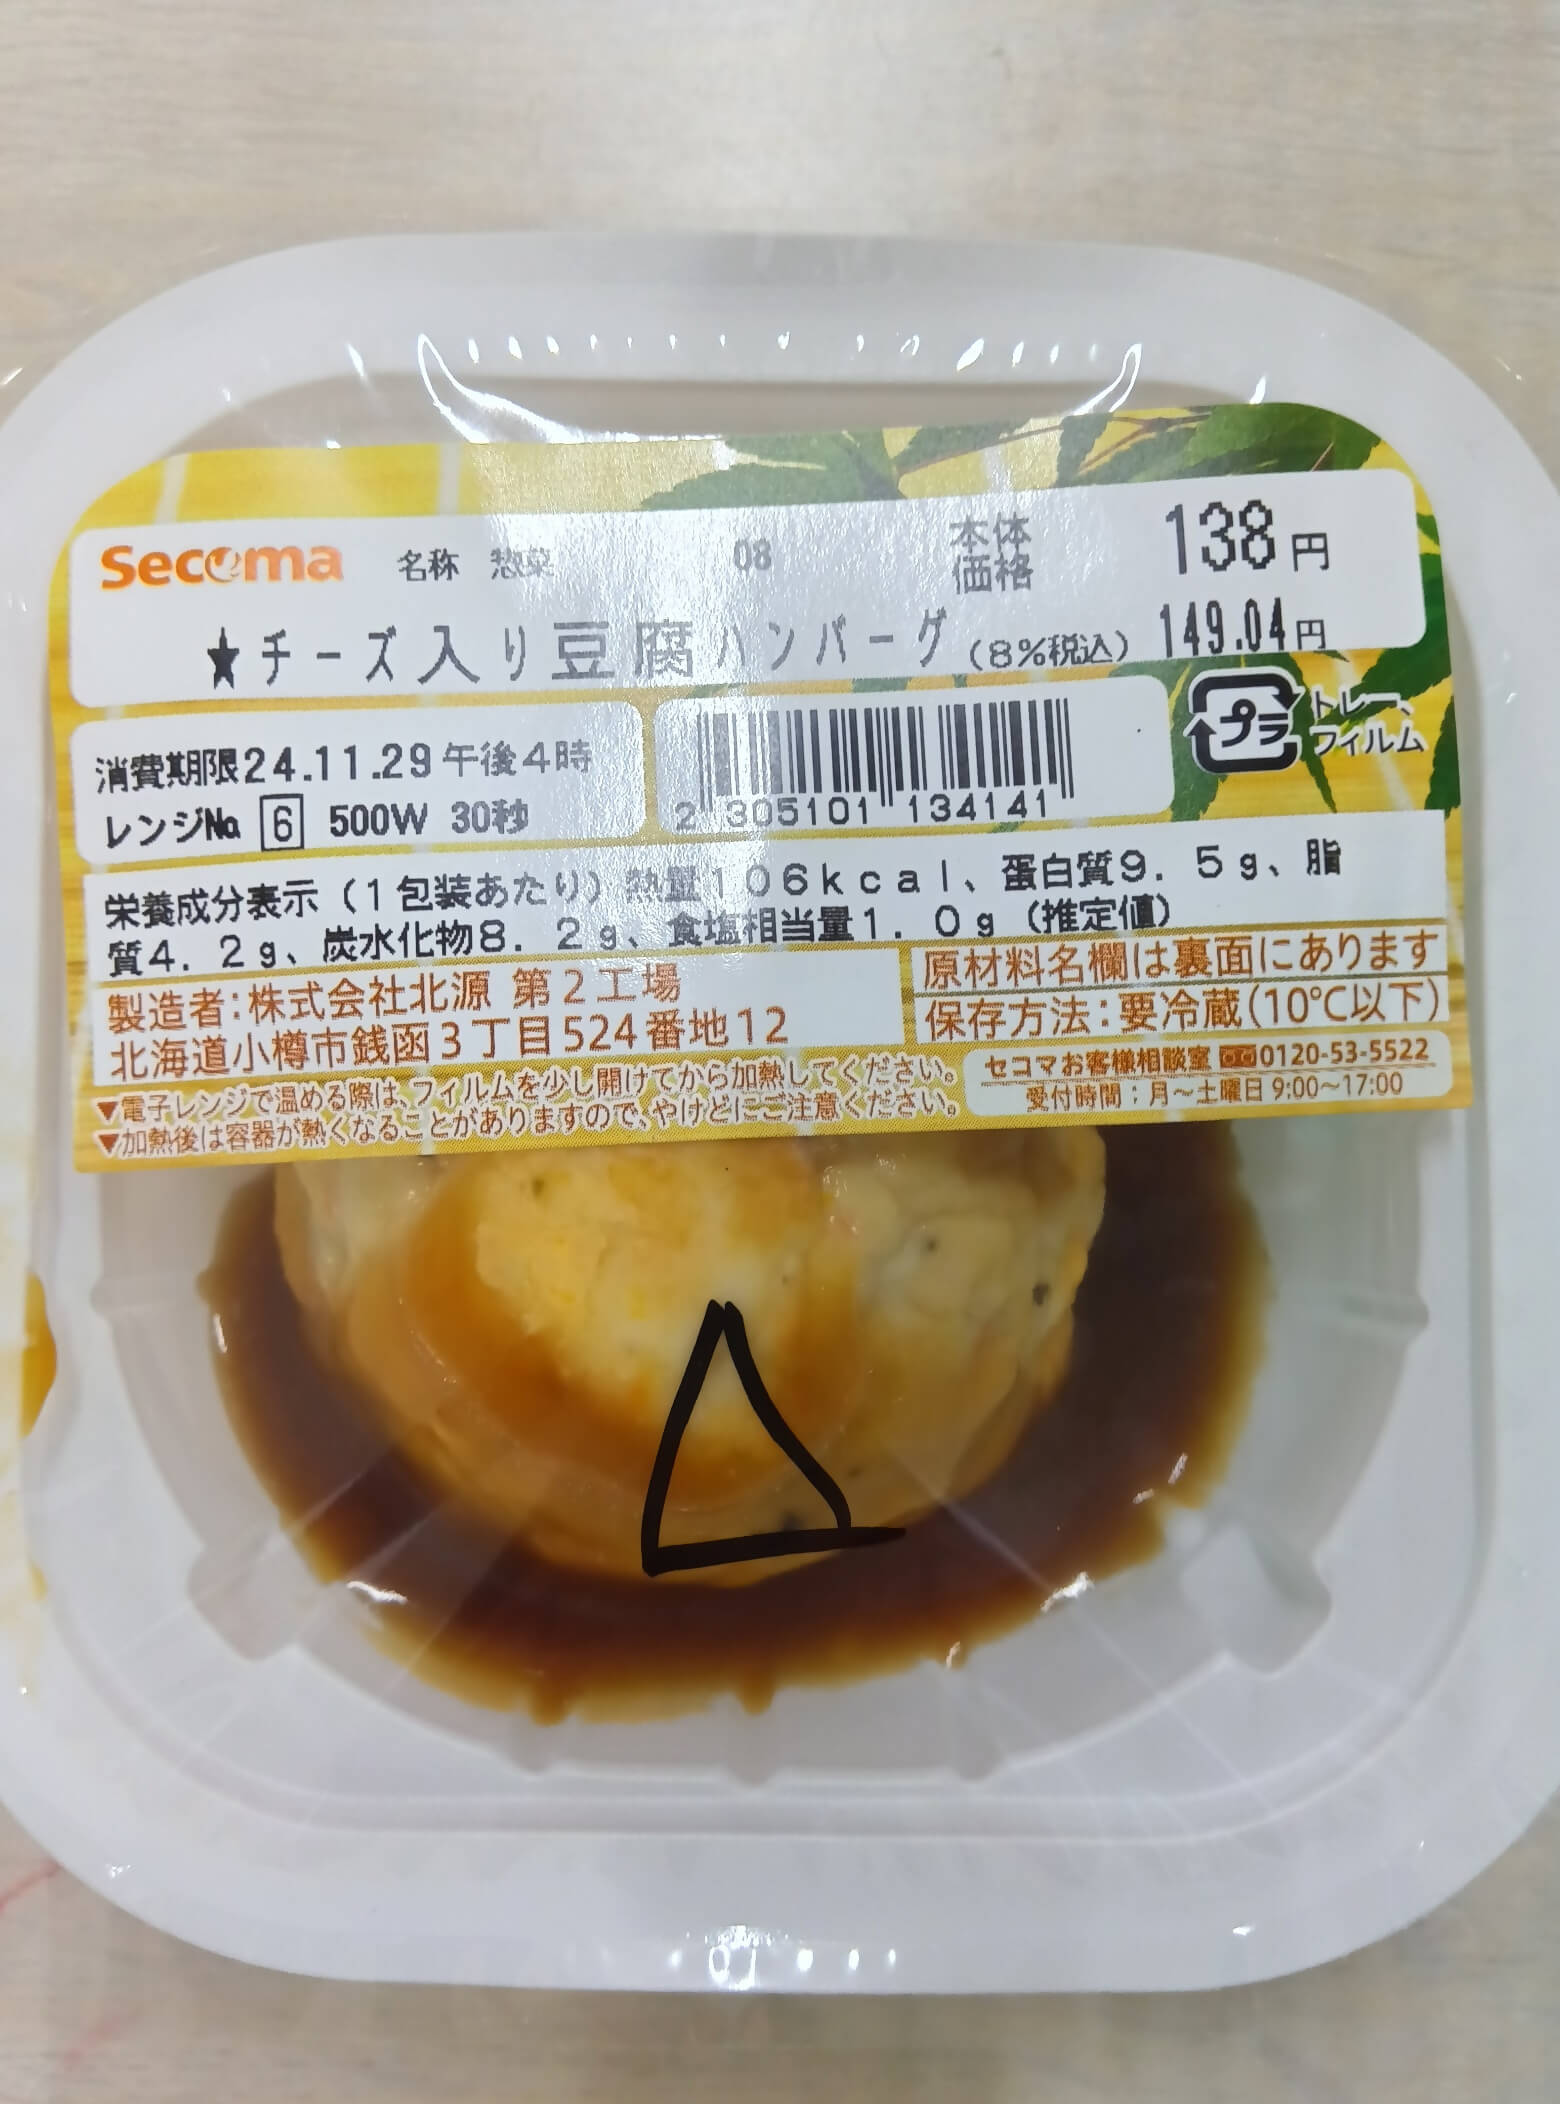 Secoma 名称 惣菜 08 本体価格 138円
★チーズ入り豆腐ハンバーグ (8%税込) 149.04円
消費期限24.11.29午後4時
レンジNo 6 500W 30秒
2 305101 134141
プラ
トレー、
フィルム
栄養成分表示（1包装あたり）熱量106kcal、蛋白質9．5g、脂
質4．2g、炭水化物8．2g、食塩相当量1．0g（推定値）
製造者:株式会社北源 第2工場
北海道小樽市銭函3丁目524番地12
原材料名欄は裏面にあります
保存方法:要冷蔵(10℃以下)
▼電子レンジで温める際は、フィルムを少し開けてから加熱してください。
▼加熱後は容器が熱くなることがありますので、やけどにご注意ください。
セコマお客様相談室 0120-53-5522
受付時間：月〜土曜日 9:00〜17:00